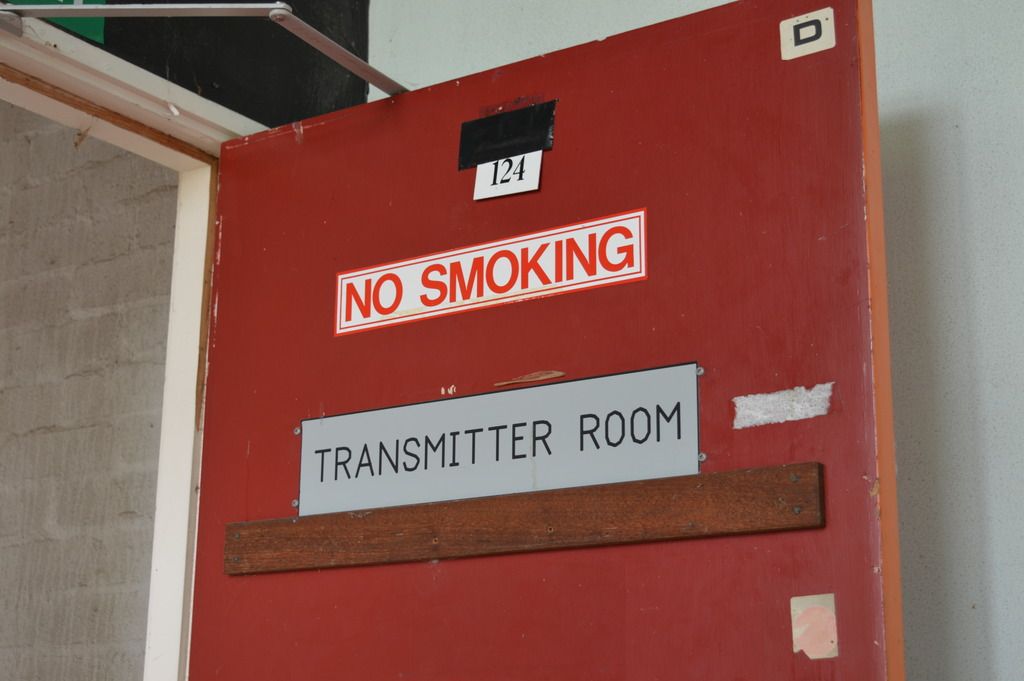 D
124
NO SMOKING
TRANSMITTER ROOM